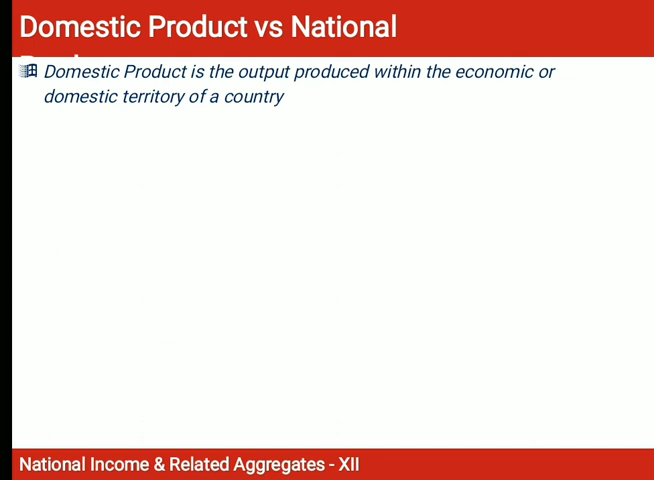 Domestic Product vs National
Domestic Product is the output produced within the economic or
domestic territory of a country
National Income & Related Aggregates - XII